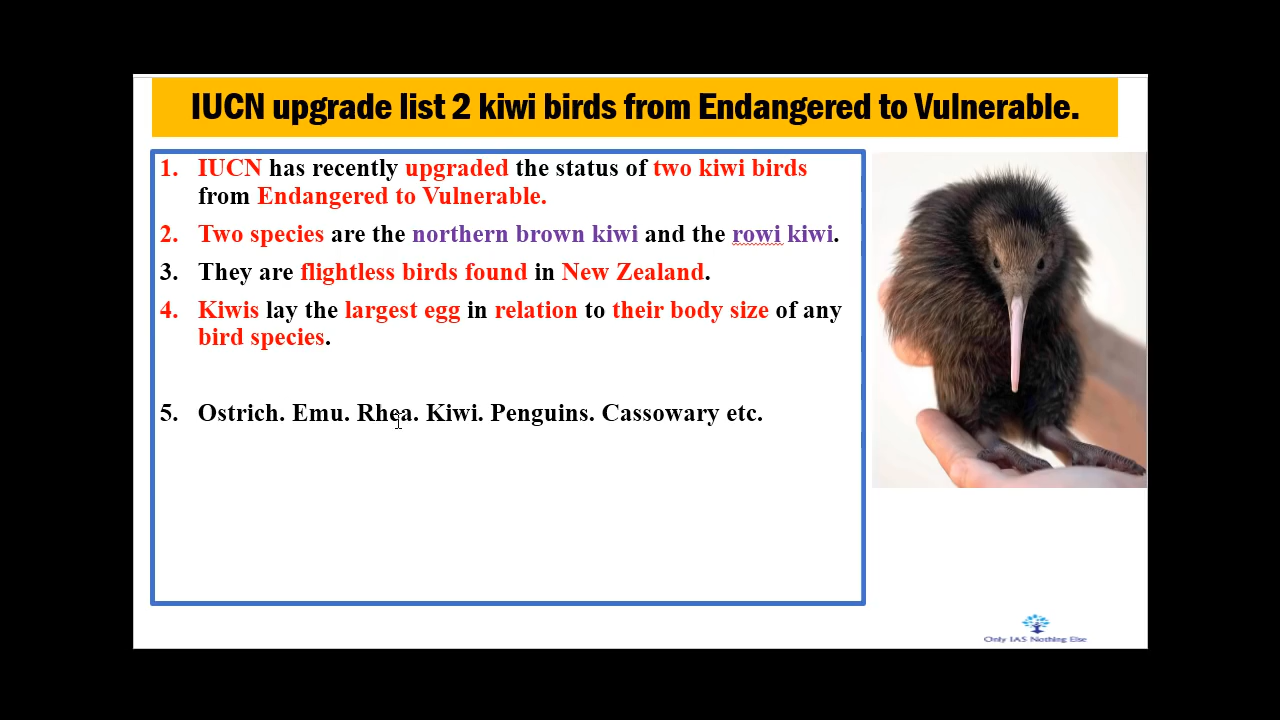 IUCN upgrade list 2 kiwi birds from Endangered to Vulnerable.
1. IUCN has recently upgraded the status of two kiwi birds
from Endangered to Vulnerable.
2. Two species are the northern brown kiwi and the rowi kiwi.
3. They are flightless birds found in New Zealand.
4. Kiwis lay the largest egg in relation to their body size of any
bird species.
5. Ostrich. Emu. Rhea. Kiwi. Penguins. Cassowary etc.
Only IAS Nothing Else